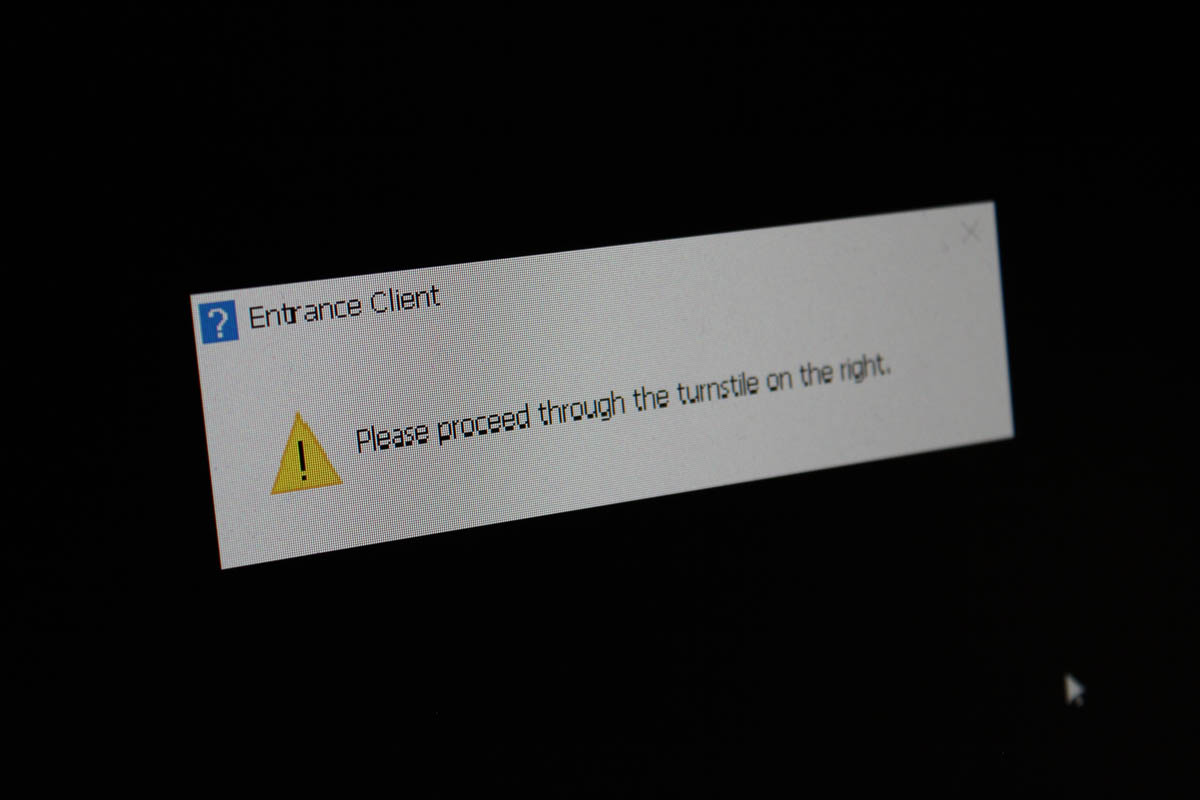 Entrance Client
Please proceed through the turnstile on the right.